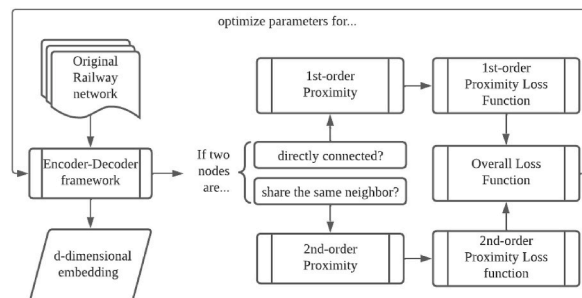 optimize parameters for...
Original
Railway
network
Encoder-Decoder
framework
d-dimensional
embedding
If two
nodes
are...
1st-order
Proximity
directly connected?
share the same neighbor?
2nd-order
Proximity
1st-order
Proximity Loss
Function
Overall Loss
Function
2nd-order
Proximity Loss
function